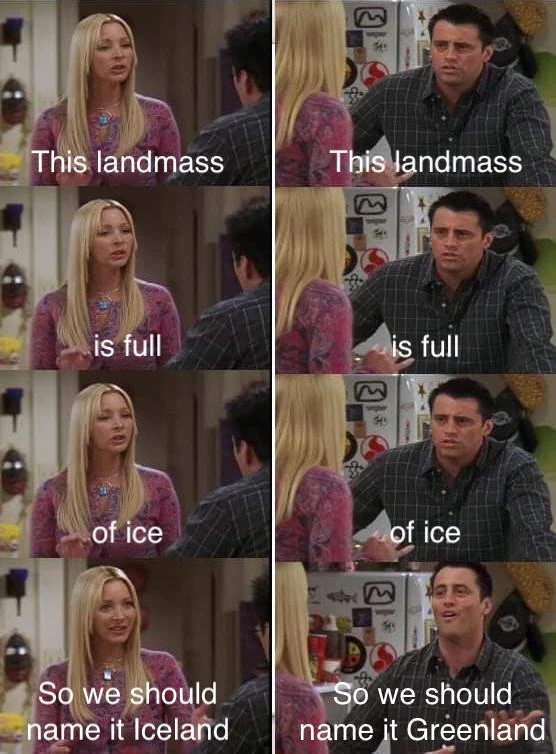 This landmass
This landmass
is full
is full
of ice
of ice
So we should
name it Iceland
So we should
name it Greenland